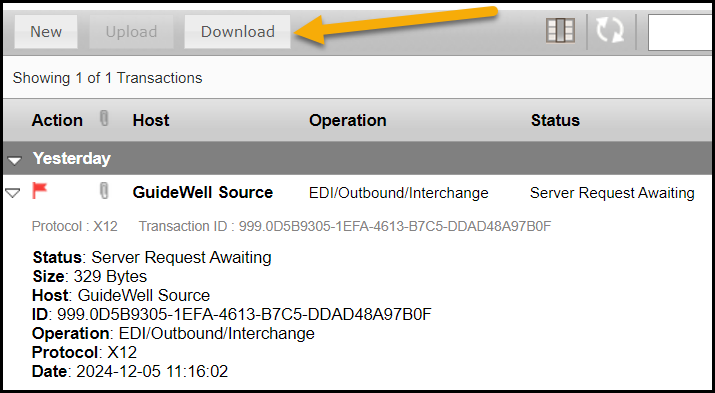 New Upload Download
Showing 1 of 1 Transactions
Action Host Operation Status
Yesterday
GuideWell Source EDI/Outbound/Interchange Server Request Awaiting
Protocol : X12 Transaction ID : 999.0D5B9305-1EFA-4613-B7C5-DDAD48A97B0F
Status: Server Request Awaiting
Size: 329 Bytes
Host: GuideWell Source
ID: 999.0D5B9305-1EFA-4613-B7C5-DDAD48A97B0F
Operation: EDI/Outbound/Interchange
Protocol: X12
Date: 2024-12-05 11:16:02